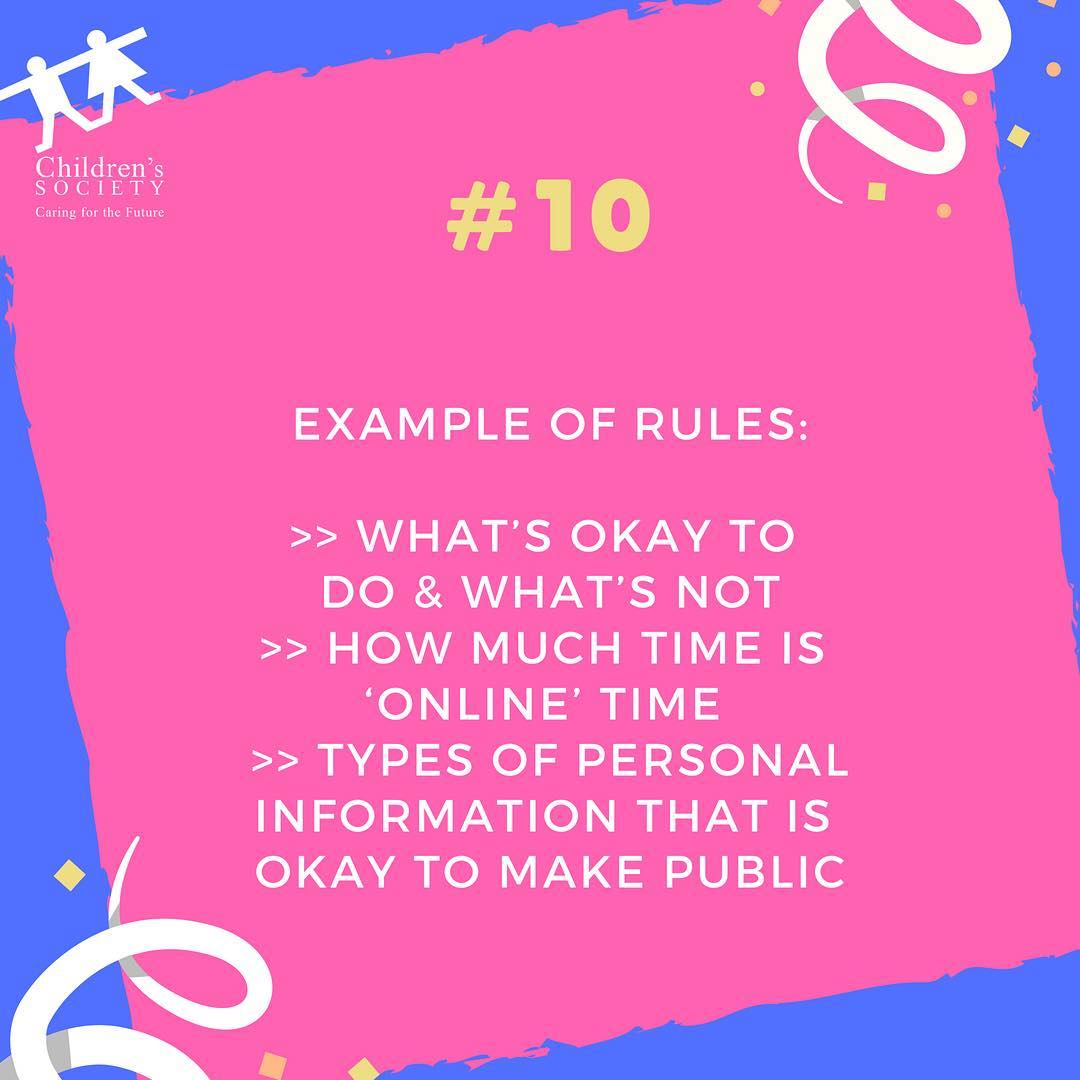 Children's
SOCIETY
Caring for the Future
#10
EXAMPLE OF RULES:
>> WHAT’S OKAY TO
DO & WHAT’S NOT
>> HOW MUCH TIME IS
‘ONLINE’ TIME
>> TYPES OF PERSONAL
INFORMATION THAT IS
OKAY TO MAKE PUBLIC